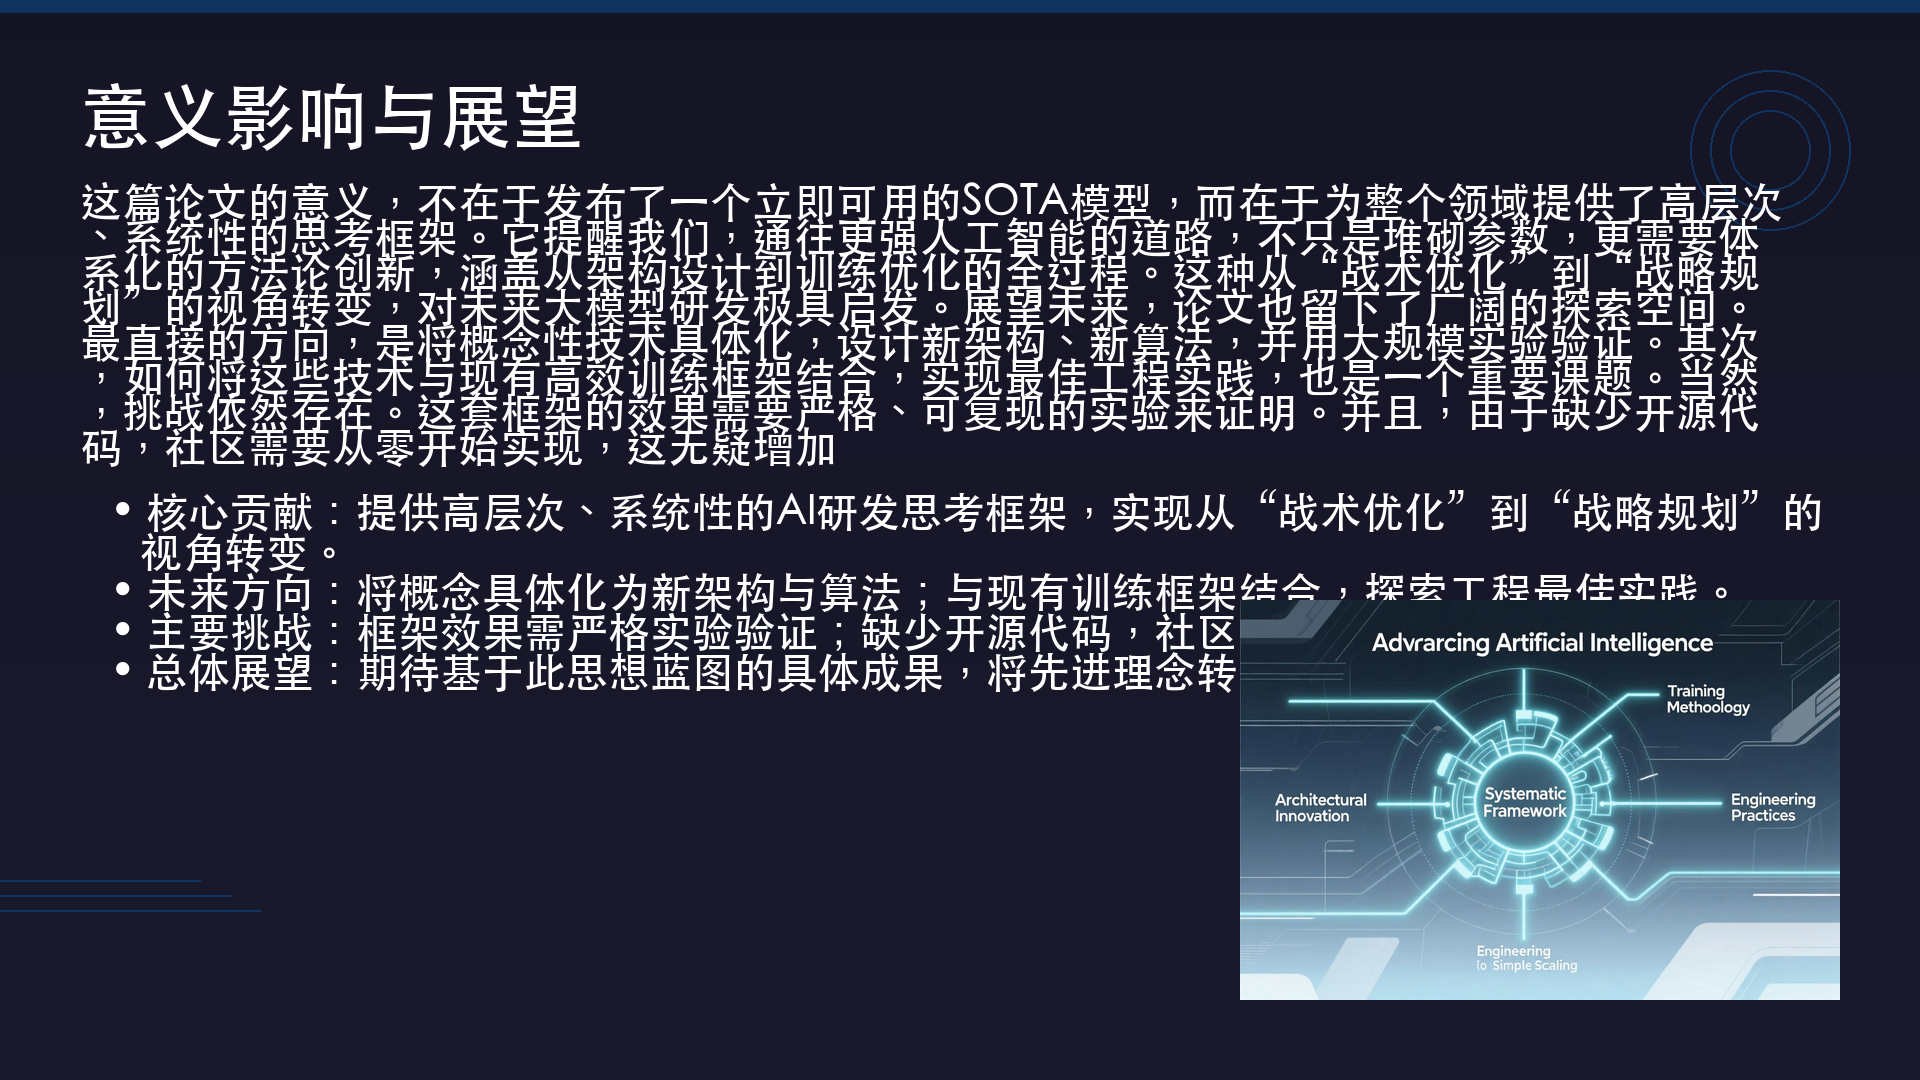 意义影响与展望
这篇论文的意义，不在于发布了一个立即可用的SOTA模型，而在于为整个领域提供了高层次
、系统性的思考框架。它提醒我们，通往更强人工智能的道路，不只是堆砌参数，更需要体
系化的方法论创新，涵盖从架构设计到训练优化的全过程。这种从“战术优化”到“战略规
划”的视角转变，对未来大模型研发极具启发。展望未来，论文也留下了广阔的探索空间。
最直接的方向，是将概念性技术具体化，设计新架构、新算法，并用大规模实验验证。其次
，如何将这些技术与现有高效训练框架结合，实现最佳工程实践，也是一个重要课题。当然
，挑战依然存在。这套框架的效果需要严格、可复现的实验来证明。并且，由于缺少开源代
码，社区需要从零开始实现，这无疑增加
• 核心贡献：提供高层次、系统性的AI研发思考框架，实现从“战术优化”到“战略规划”的
视角转变。
• 未来方向：将概念具体化为新架构与算法；与现有训练框架结合，探索工程最佳实践。
• 主要挑战：框架效果需严格实验验证；缺少开源代码，社区
• 总体展望：期待基于此思想蓝图的具体成果，将先进理念转
Advrarcing Artificial Intelligence
Training
Methoology
Architectural
Innovation
Systematic
Framework
Engineering
Practices
Engineering
io Simple Scaling